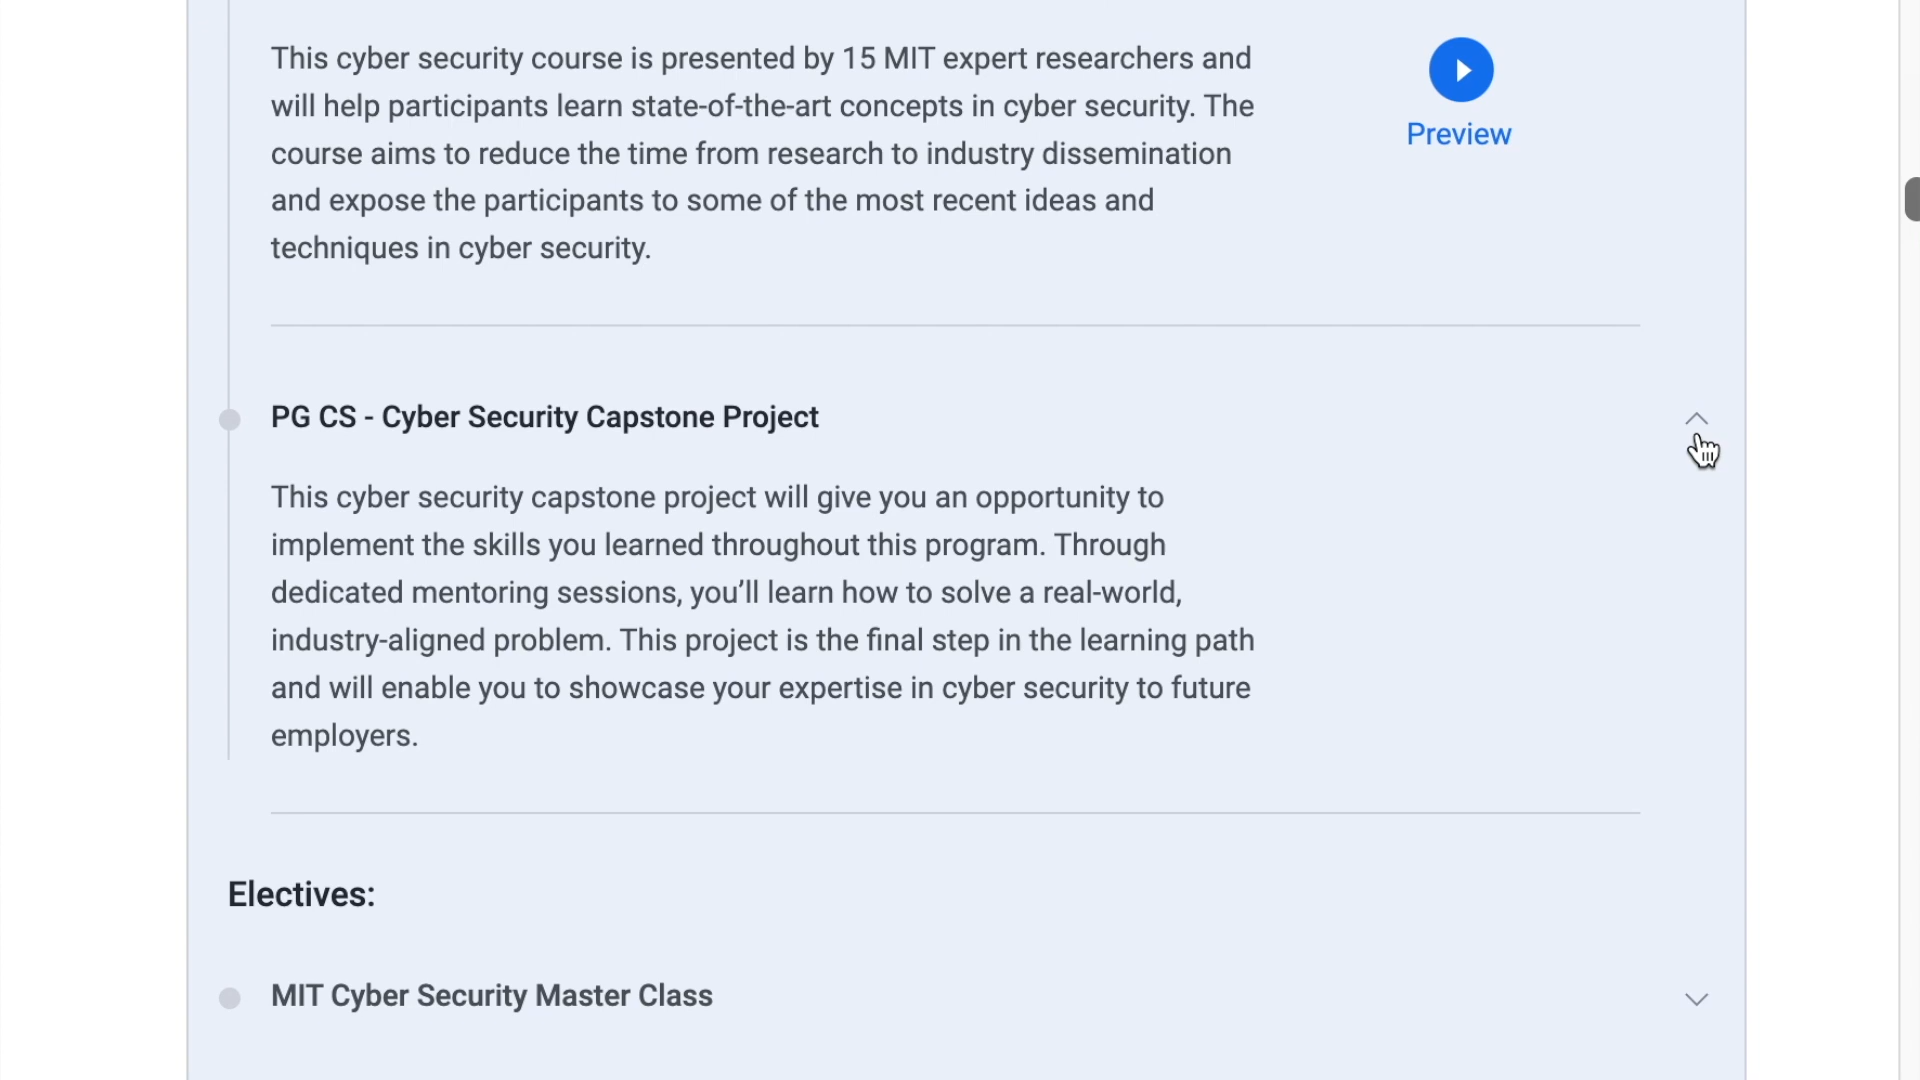 This cyber security course is presented by 15 MIT expert researchers and
will help participants learn state-of-the-art concepts in cyber security. The
course aims to reduce the time from research to industry dissemination
and expose the participants to some of the most recent ideas and
techniques in cyber security.
Preview
PG CS - Cyber Security Capstone Project
This cyber security capstone project will give you an opportunity to
implement the skills you learned throughout this program. Through
dedicated mentoring sessions, you’ll learn how to solve a real-world,
industry-aligned problem. This project is the final step in the learning path
and will enable you to showcase your expertise in cyber security to future
employers.
Electives:
MIT Cyber Security Master Class